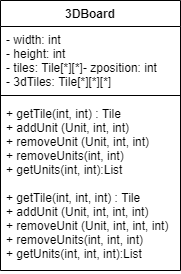 3DBoard
- width: int
- height: int
- tiles: Tile[*][*]- zposition: int
- 3dTiles: Tile[*][*][*]
+ getTile(int, int) : Tile
+ addUnit (Unit, int, int)
+ removeUnit (Unit, int, int)
+ removeUnits(int, int)
+ getUnits(int, int):List
+ getTile(int, int, int) : Tile
+ addUnit (Unit, int, int, int)
+ removeUnit (Unit, int, int, int)
+ removeUnits(int, int, int)
+ getUnits(int, int, int):List